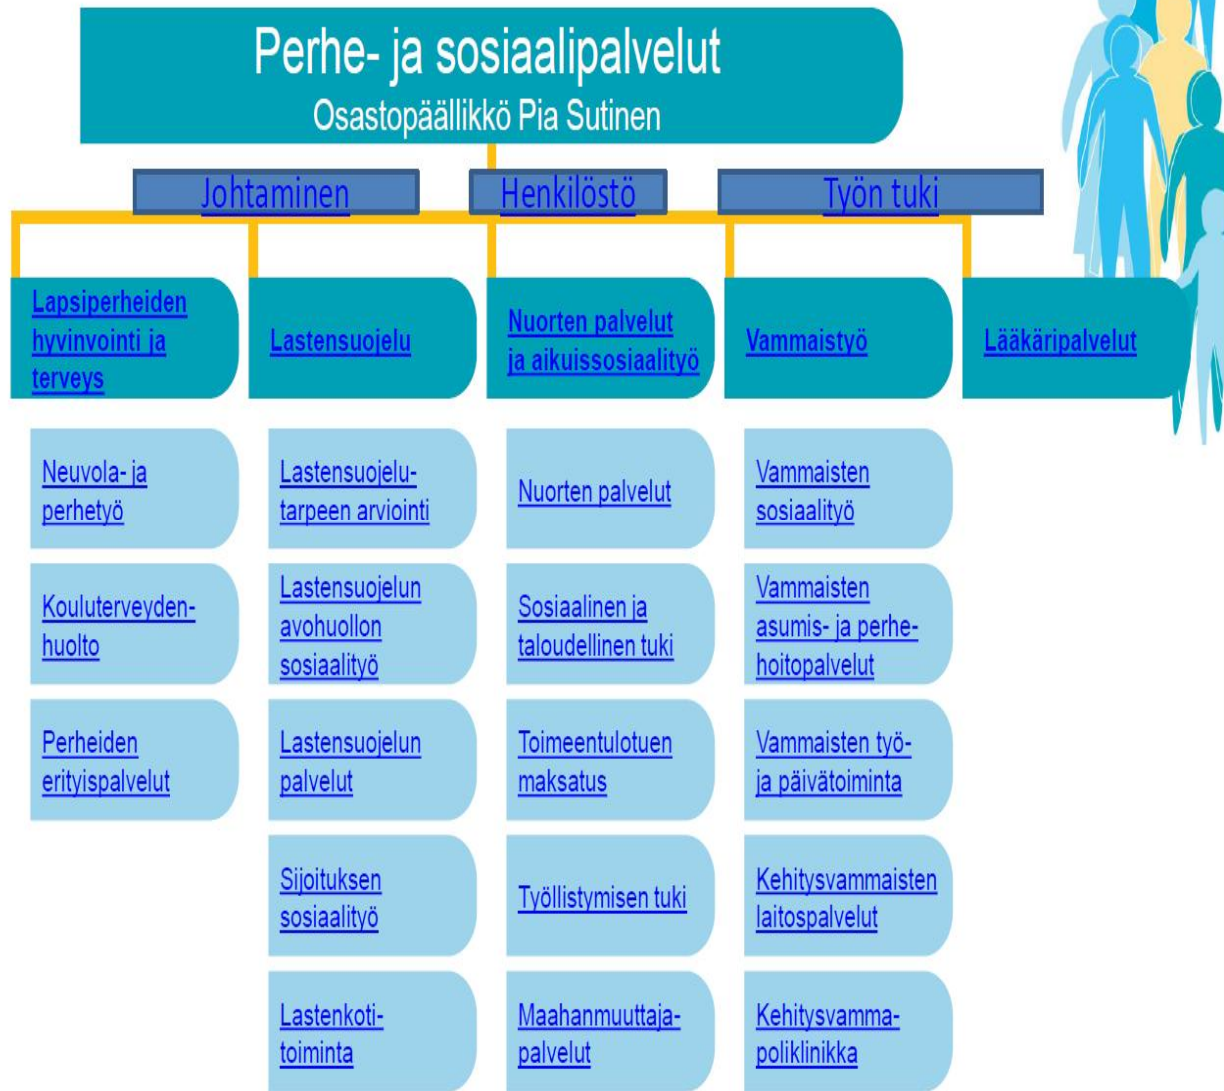 Perhe- ja sosiaalipalvelut
Osastopäällikkö Pia Sutinen
Johtaminen
Henkilöstö
Työn tuki
Lapsiperheiden
hyvinvointi ja
terveys
Lastensuojelu
Nuorten palvelut
ja aikuissosiaalityö
Vammaistyö
Lääkäripalvelut
Neuvola- ja
perhetyö
Kouluterveyden-
huolto
Perheiden
erityispalvelut
Lastensuojelu-
tarpeen arviointi
Lastensuojelun
avohuollon
sosiaalityö
Lastensuojelun
palvelut
Sijoituksen
sosiaalityö
Lastenkoti-
toiminta
Nuorten palvelut
Sosiaalinen ja
taloudellinen tuki
Toimeentulotuen
maksatus
Työllistymisen tuki
Maahanmuuttaja-
palvelut
Vammaisten
sosiaalityö
Vammaisten
asumis- ja perhe-
hoitopalvelut
Vammaisten työ-
ja päivätoiminta
Kehitysvammaisten
laitospalvelut
Kehitysvamma-
poliklinikka